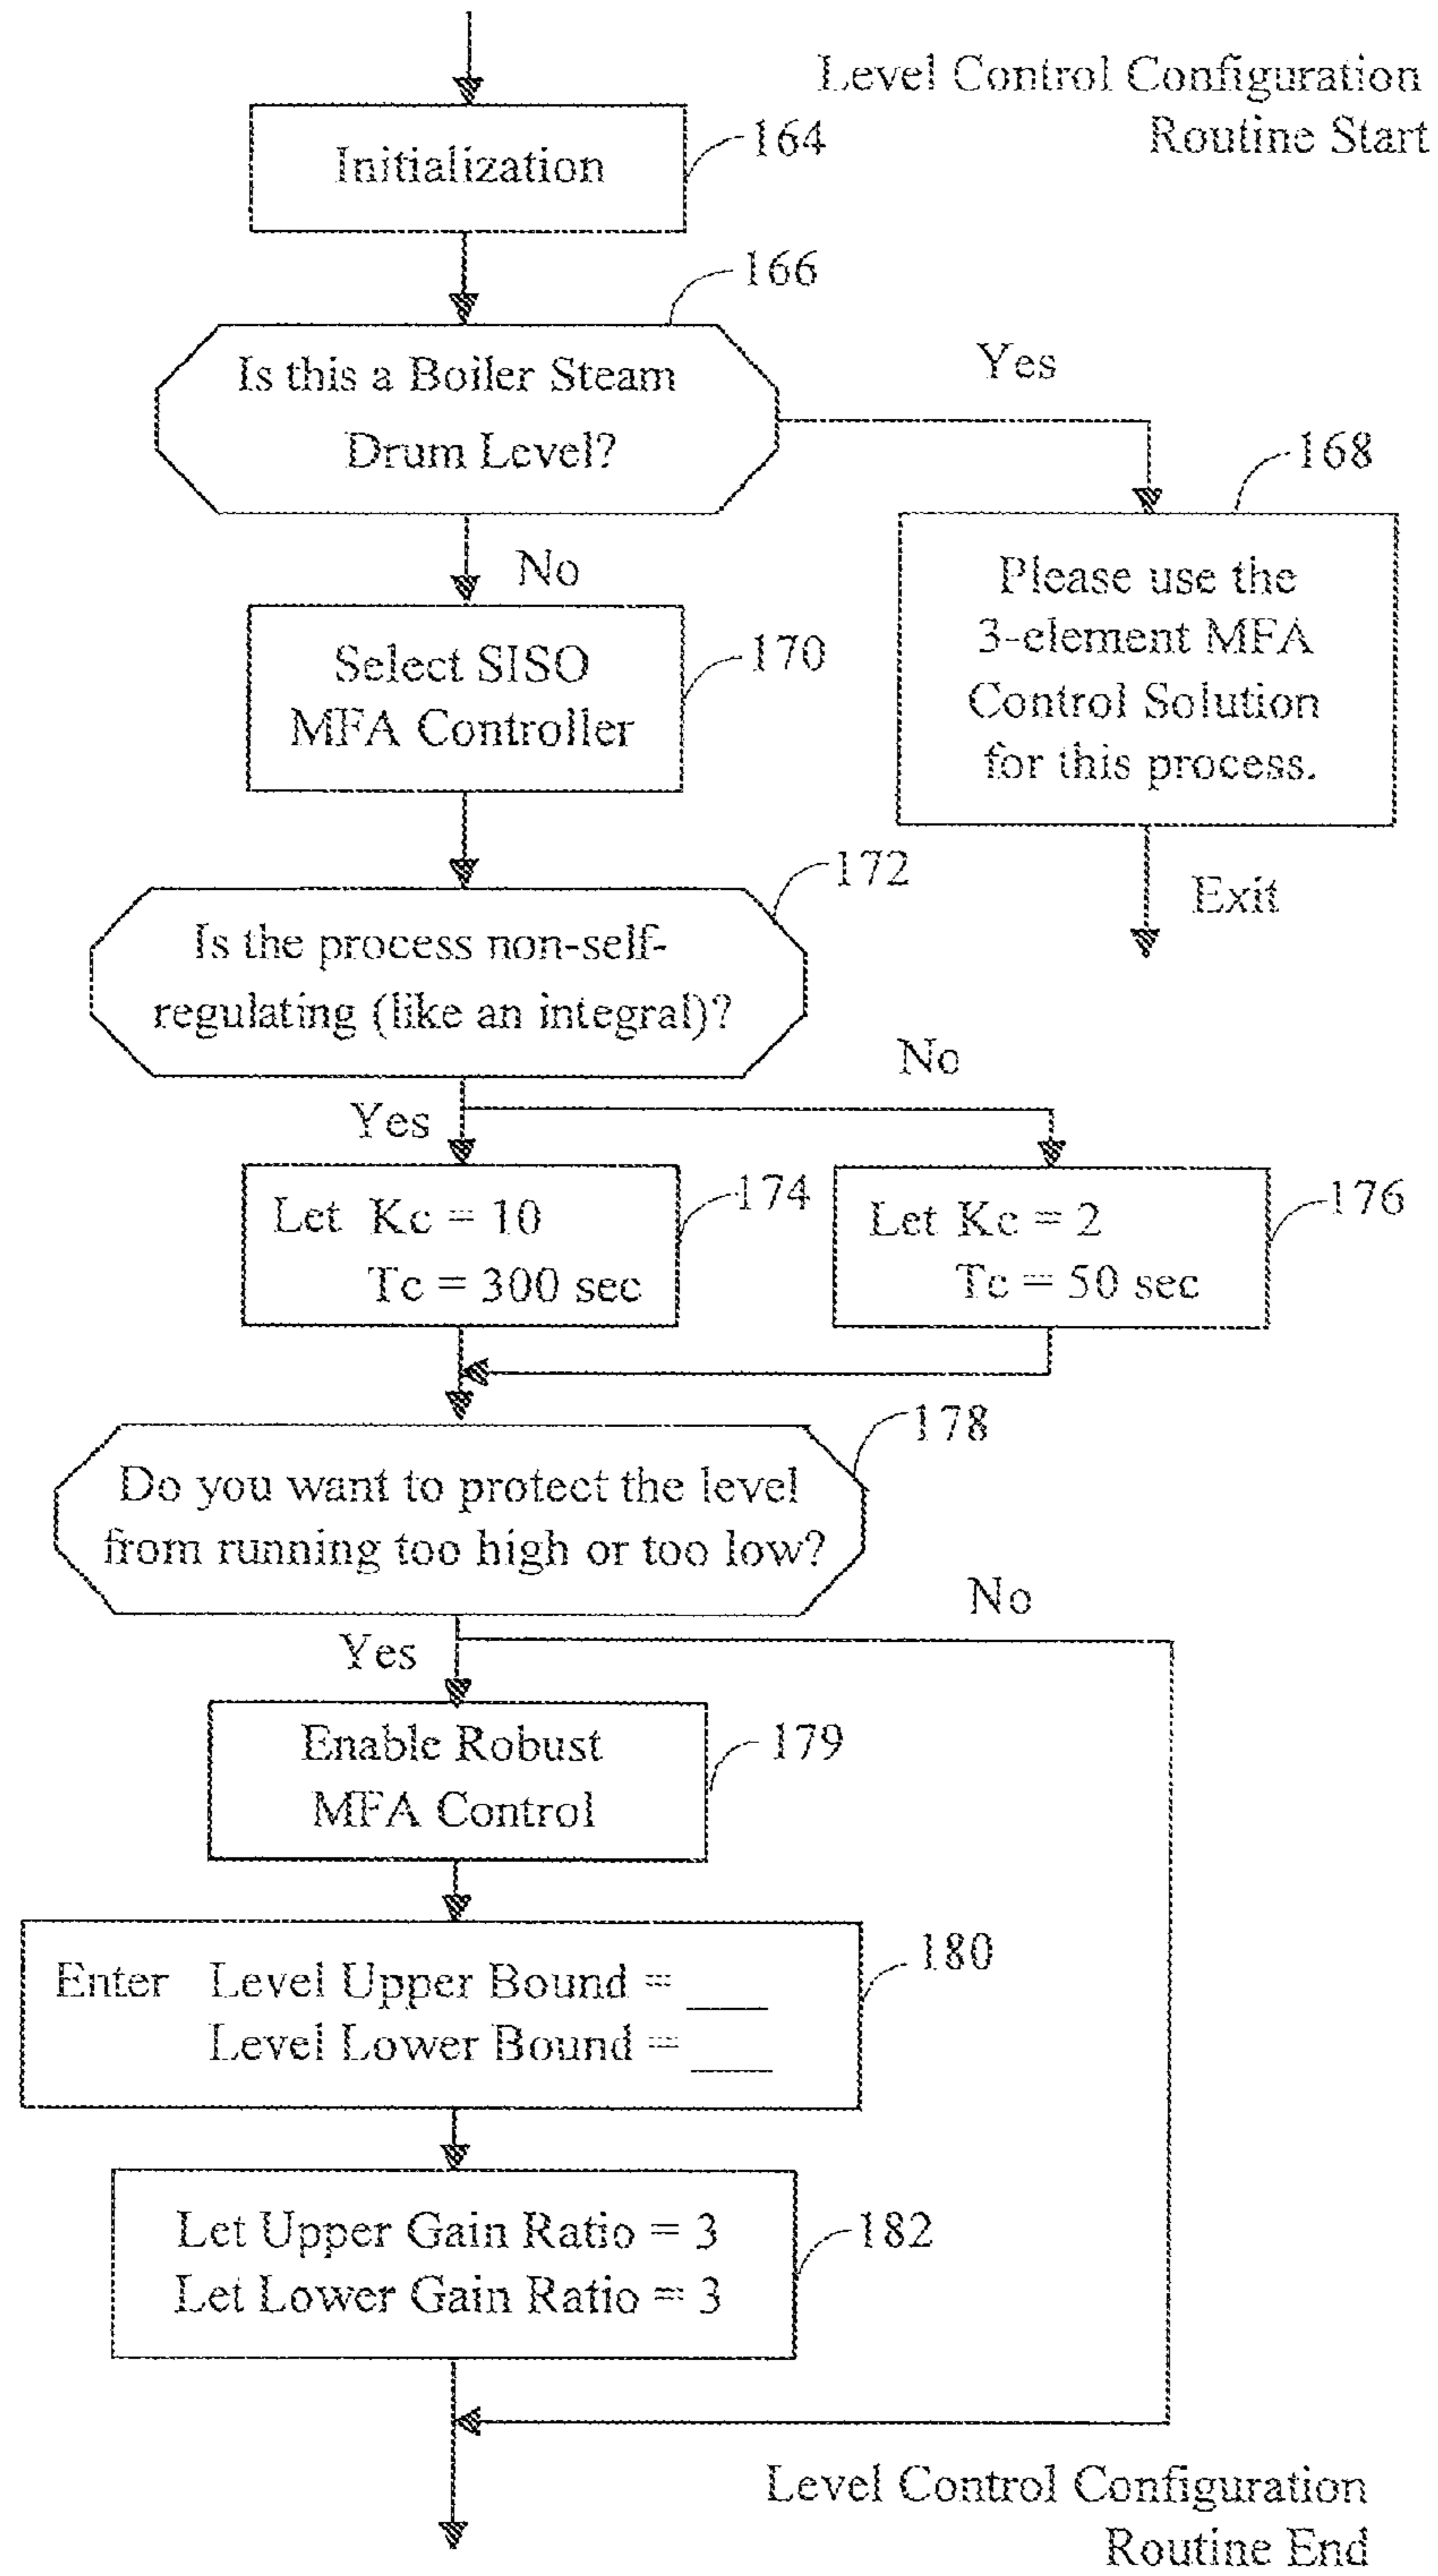 Level Control Configuration
Routine Start
Initialization
164
166
Is this a Boiler Steam
Drum Level?
Yes
168
No
Please use the
3-element MFA
Control Solution
for this process.
Select SISO
MFA Controller
170
Exit
172
Is the process non-self-
regulating (like an integral)?
No
Yes
Let Kc = 10
Tc = 300 sec
174
Let Kc = 2
Tc = 50 sec
176
178
Do you want to protect the level
from running too high or too low?
No
Yes
Enable Robust
MFA Control
179
Enter Level Upper Bound = ___
Level Lower Bound = ___
180
Let Upper Gain Ratio = 3
Let Lower Gain Ratio = 3
182
Level Control Configuration
Routine End